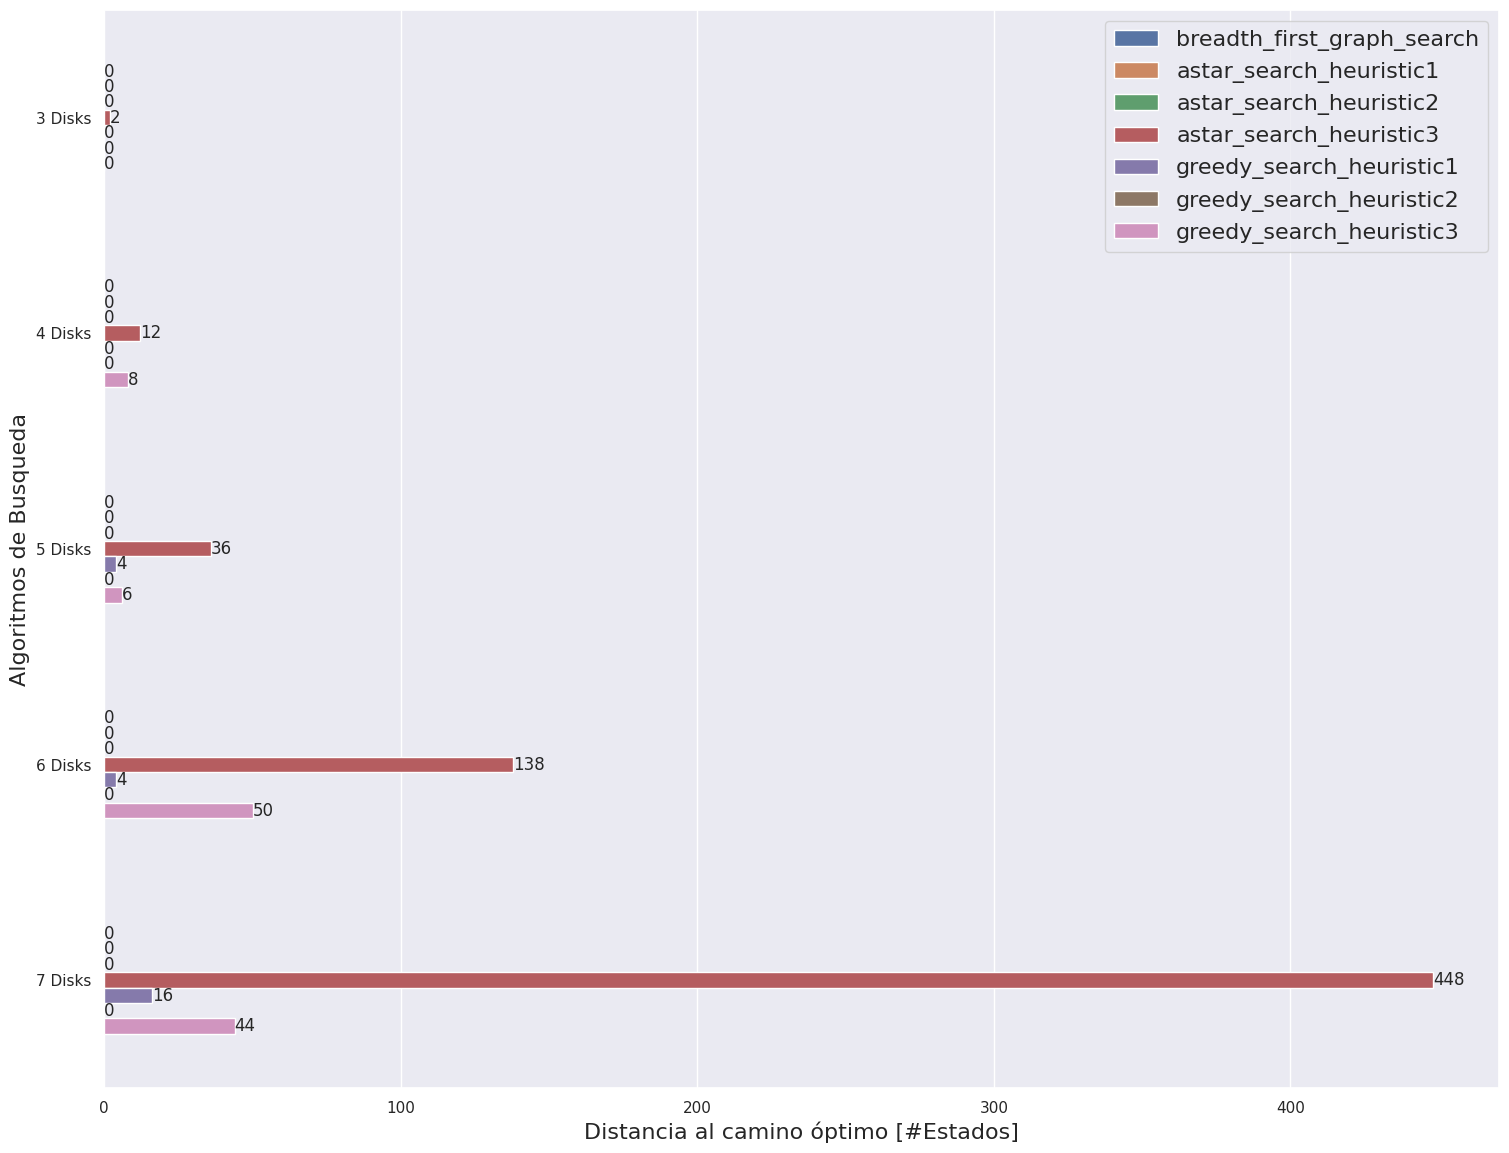 breadth_first_graph_search
astar_search_heuristic1
astar_search_heuristic2
astar_search_heuristic3
greedy_search_heuristic1
greedy_search_heuristic2
greedy_search_heuristic3
Algoritmos de Busqueda
3 Disks
0
0
0
2
0
0
0
4 Disks
0
0
0
12
0
0
8
5 Disks
0
0
0
36
4
0
6
6 Disks
0
0
0
138
4
0
50
7 Disks
0
0
0
448
16
0
44
0 100 200 300 400
Distancia al camino óptimo [#Estados]